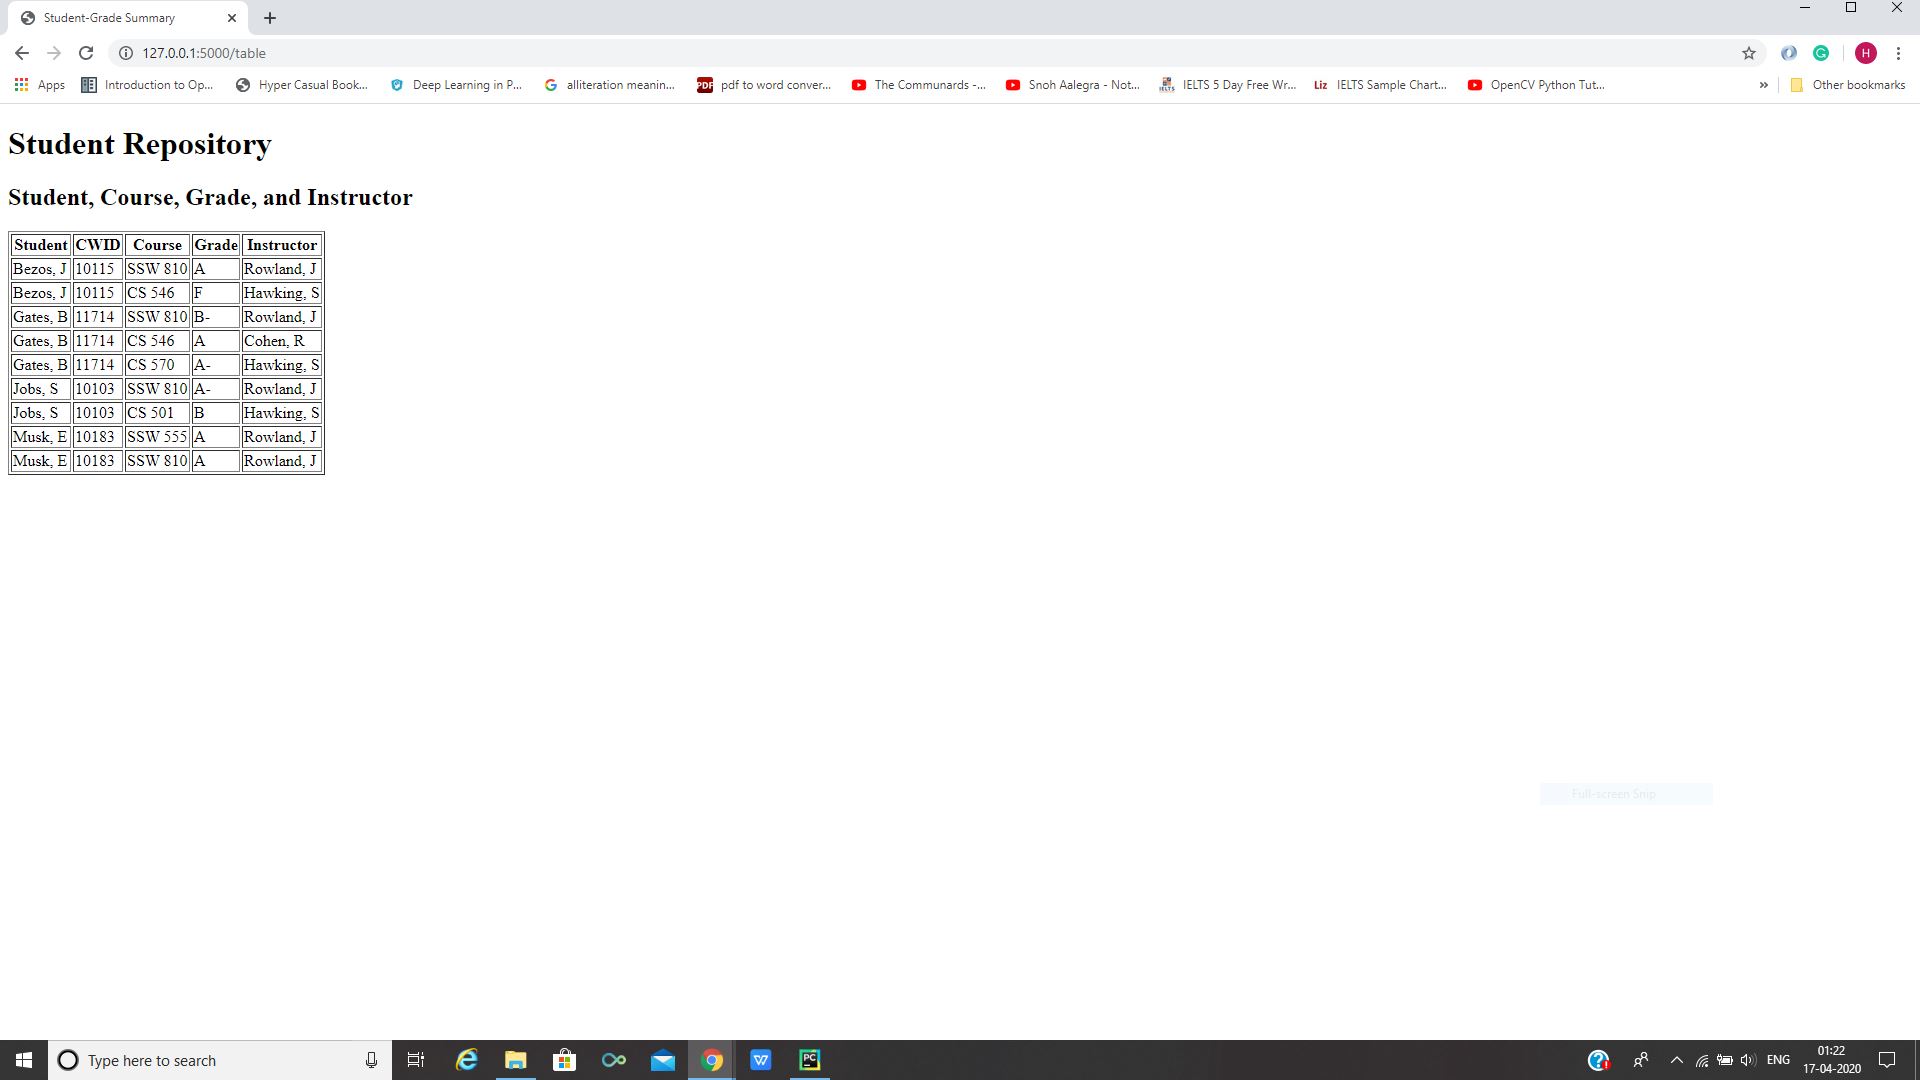 Student-Grade Summary
127.0.0.1:5000/table
H
Apps Introduction to Op... Hyper Casual Book... Deep Learning in P... alliteration meanin... PDF pdf to word conver... The Communards -... Snoh Aalegra - Not... IELTS IELTS 5 Day Free Wr... Liz IELTS Sample Chart... OpenCV Python Tut... » Other bookmarks
Student Repository
Student, Course, Grade, and Instructor
Student CWID Course Grade Instructor
Bezos, J 10115 SSW 810 A Rowland, J
Bezos, J 10115 CS 546 F Hawking, S
Gates, B 11714 SSW 810 B- Rowland, J
Gates, B 11714 CS 546 A Cohen, R
Gates, B 11714 CS 570 A- Hawking, S
Jobs, S 10103 SSW 810 A- Rowland, J
Jobs, S 10103 CS 501 B Hawking, S
Musk, E 10183 SSW 555 A Rowland, J
Musk, E 10183 SSW 810 A Rowland, J
Full-screen Snip
Type here to search PC ENG 01:22
17-04-2020